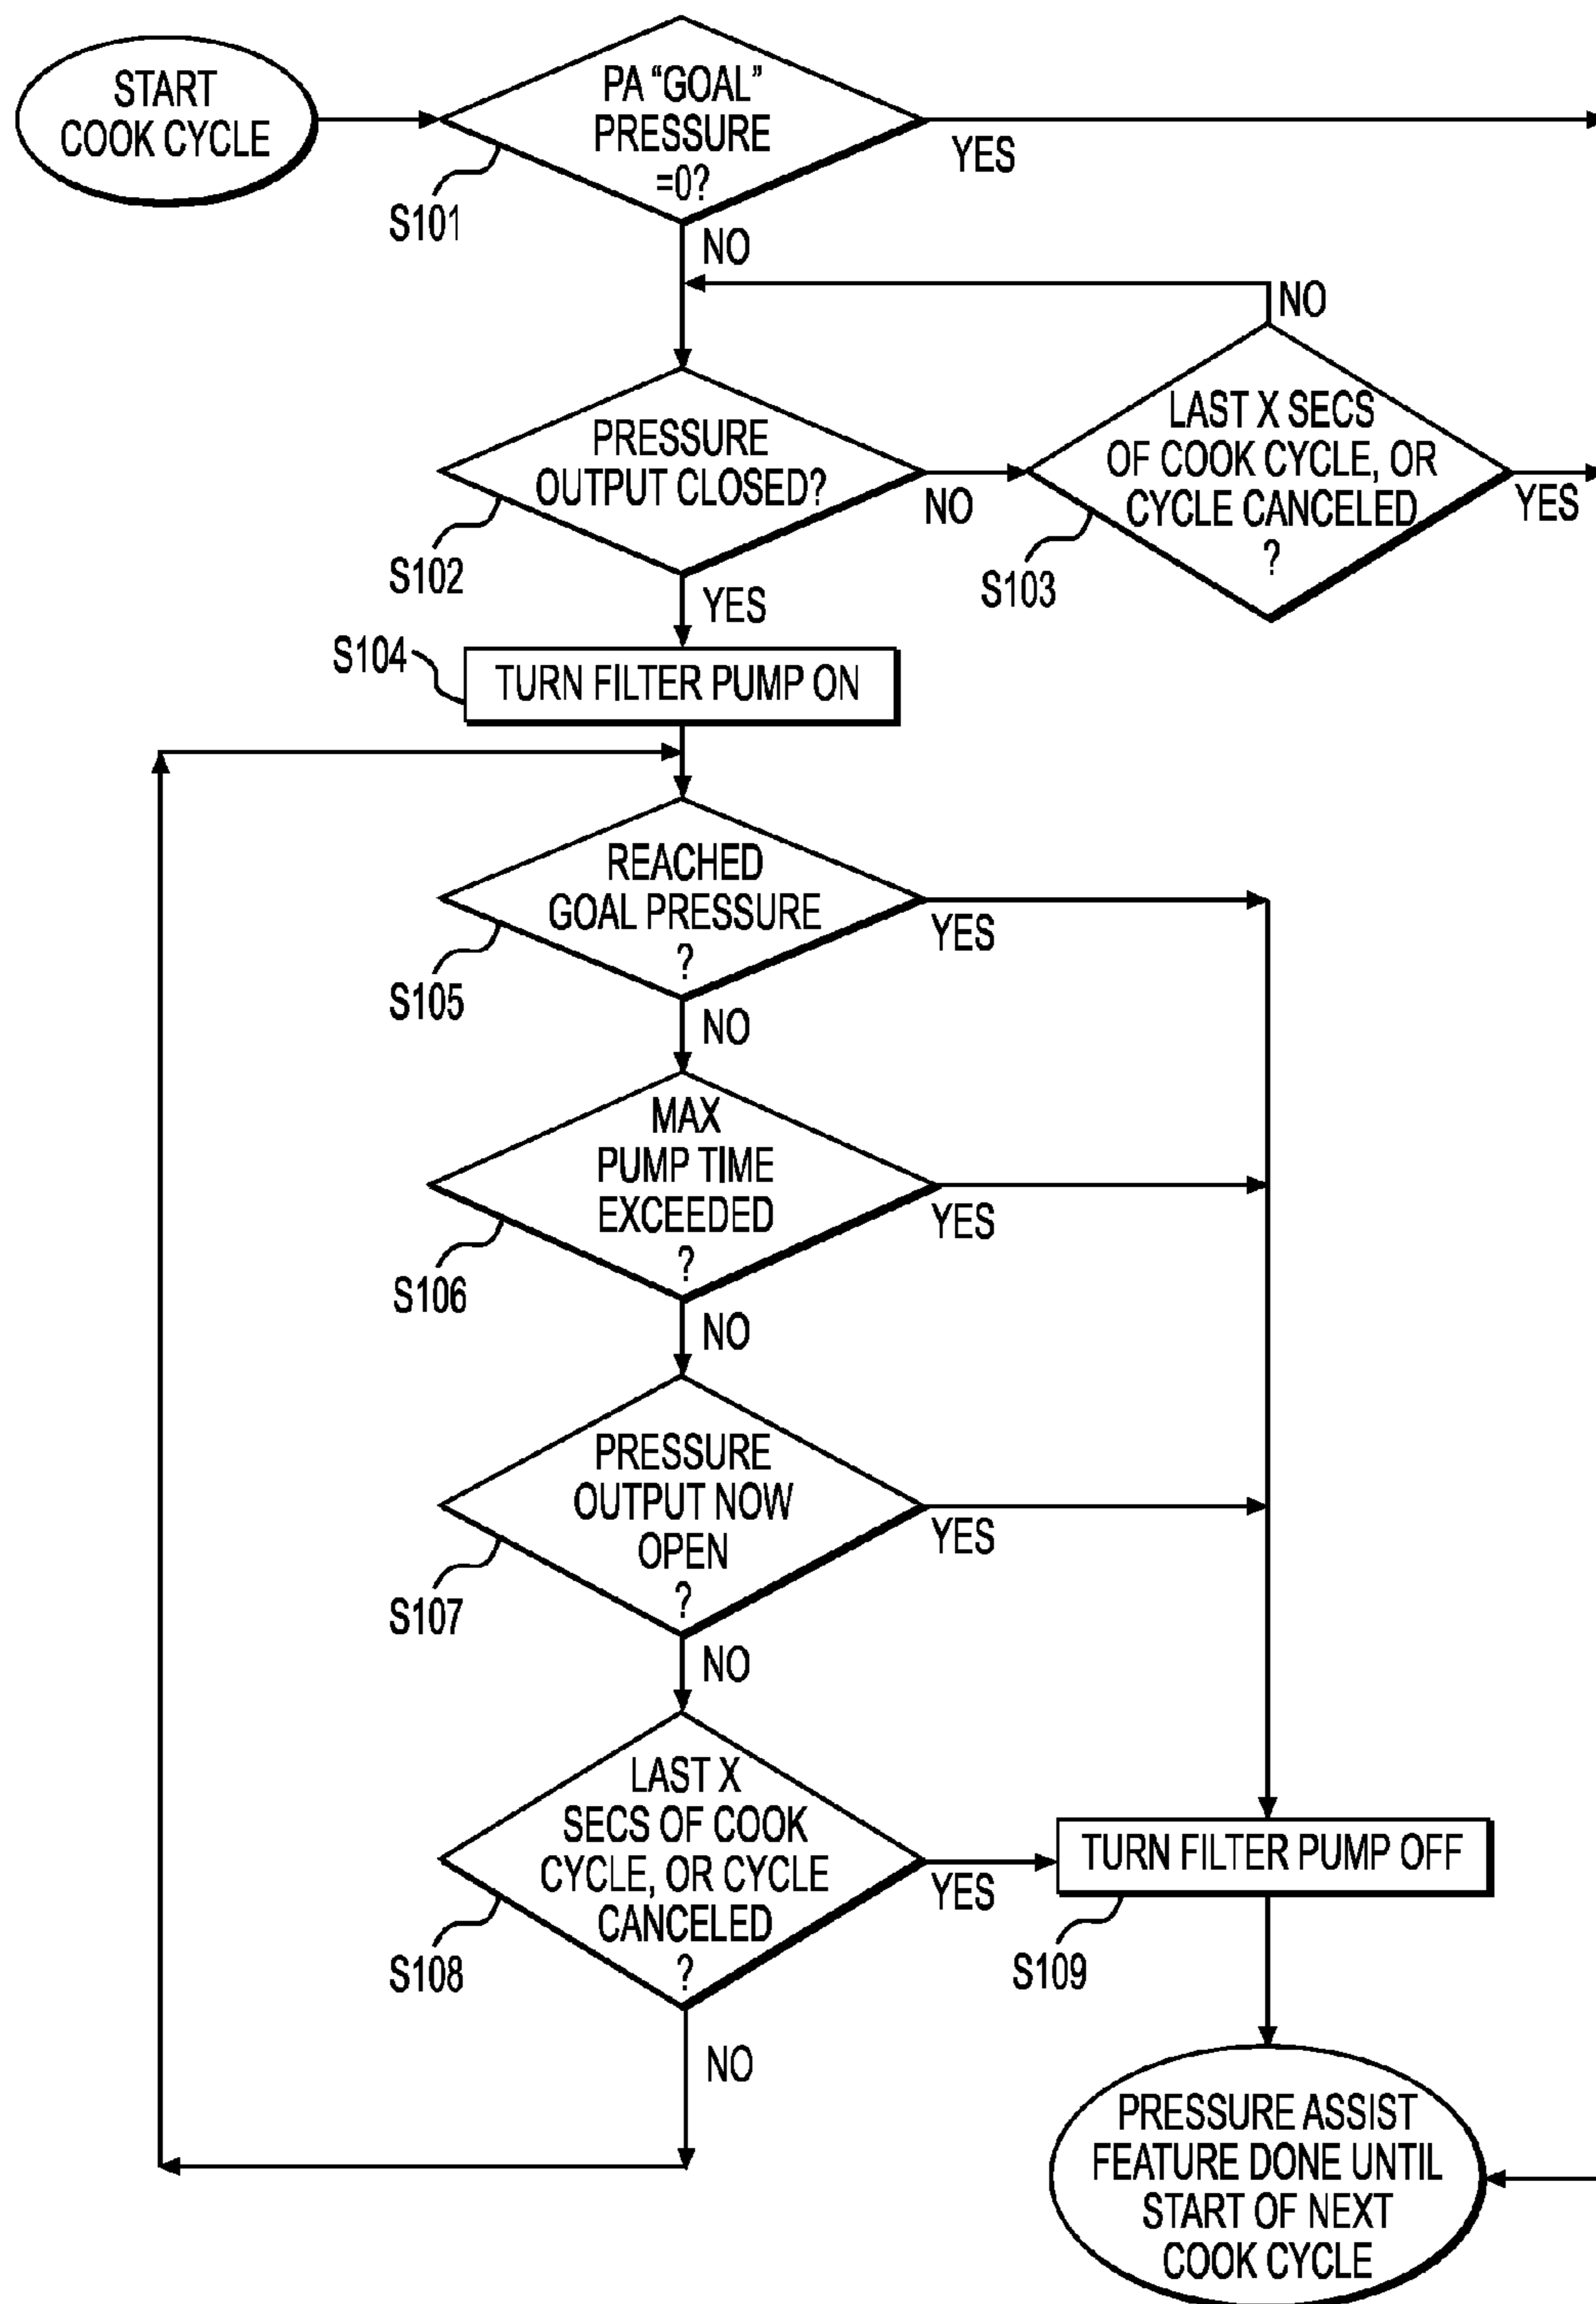 START
COOK CYCLE
PA "GOAL"
PRESSURE
=0?
YES
S101
NO
NO
PRESSURE
OUTPUT CLOSED?
NO
S102
LAST X SECS
OF COOK CYCLE, OR
CYCLE CANCELED
?
YES
S103
YES
S104
TURN FILTER PUMP ON
REACHED
GOAL PRESSURE
?
YES
S105
NO
MAX
PUMP TIME
EXCEEDED
?
YES
S106
NO
PRESSURE
OUTPUT NOW
OPEN
?
YES
S107
NO
LAST X
SECS OF COOK
CYCLE, OR CYCLE
CANCELED
?
YES
S108
TURN FILTER PUMP OFF
S109
NO
PRESSURE ASSIST
FEATURE DONE UNTIL
START OF NEXT
COOK CYCLE